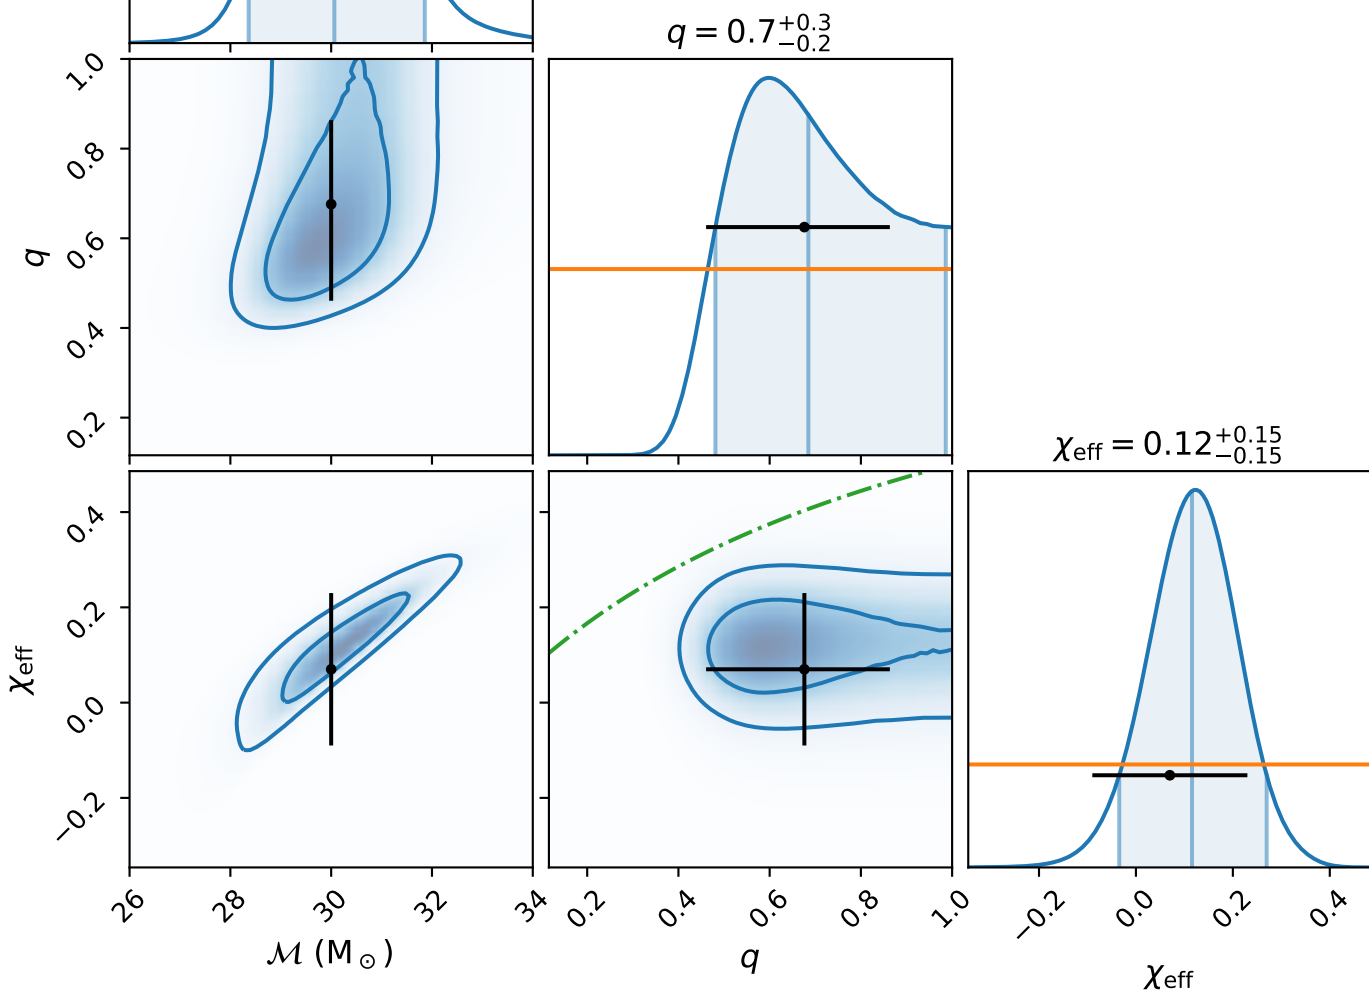 q = 0.7^{+0.3}_{-0.2}
1.0
0.8
0.6
0.4
0.2
q
χ_eff = 0.12^{+0.15}_{-0.15}
0.4
0.2
0.0
−0.2
χ_eff
26 28 30 32 34 0.2 0.4 0.6 0.8 1.0 −0.2 0.0 0.2 0.4
ℳ (M_⊙) q χ_eff